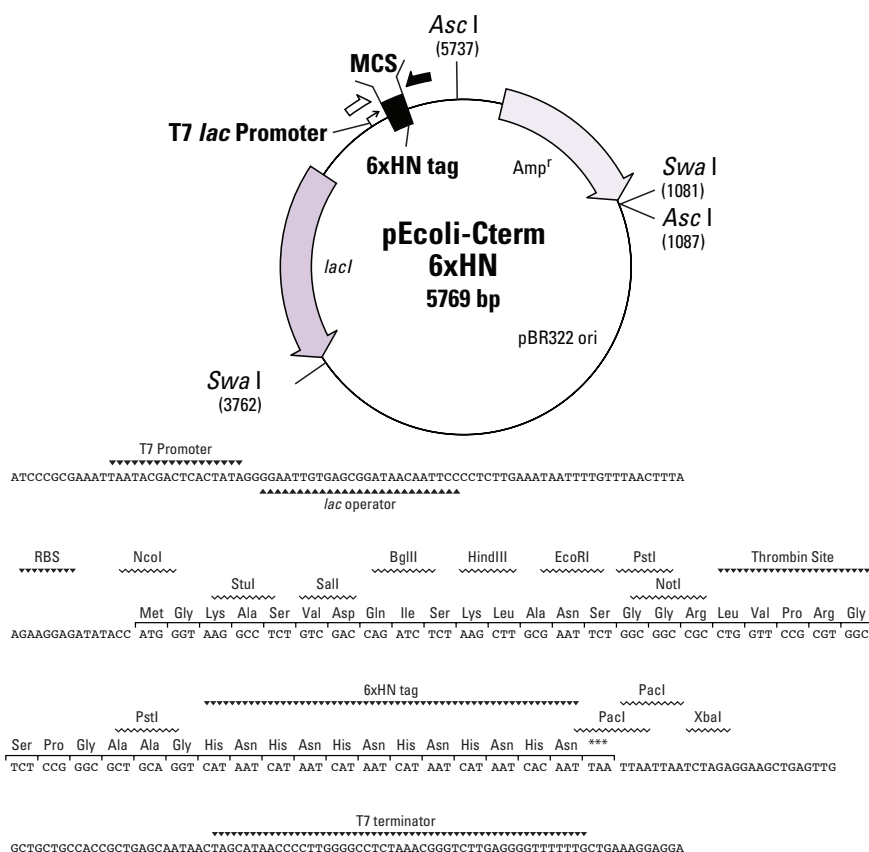 Asc I
(5737)
MCS
T7 lac Promoter
6xHN tag
Ampr
Swa I
(1081)
Asc I
(1087)
pEcoli-Cterm
6xHN
5769 bp
lacI
pBR322 ori
Swa I
(3762)
T7 Promoter
ATCCCGCGAAATTAATACGACTCACTATAGGGGAATTGTGAGCGGATAACAATTCCCCTCTTGAAATAATTTTGTTTAACTTTA
lac operator
RBS NcoI BglII HindIII EcoRI PstI Thrombin Site
StuI SalI NotI
Met Gly Lys Ala Ser Val Asp Gln Ile Ser Lys Leu Ala Asn Ser Gly Gly Arg Leu Val Pro Arg Gly
AGAAGGAGATATACC ATG GGT AAG GCC TCT GTC GAC CAG ATC TCT AAG CTT GCG AAT TCT GGC GGC CGC CTG GTT CCG CGT GGC
6xHN tag PacI
PstI PacI XbaI
Ser Pro Gly Ala Ala Gly His Asn His Asn His Asn His Asn His Asn His Asn ***
TCT CCG GGC GCT GCA GGT CAT AAT CAT AAT CAT AAT CAT AAT CAT AAT CAC AAT TAA TTAATTAATCTAGAGGAAGCTGAGTTG
T7 terminator
GCTGCTGCCACCGCTGAGCAATAACTAGCATAACCCCTTGGGGCCTCTAAACGGGTCTTGAGGGGTTTTTTGCTGAAAGGAGGA